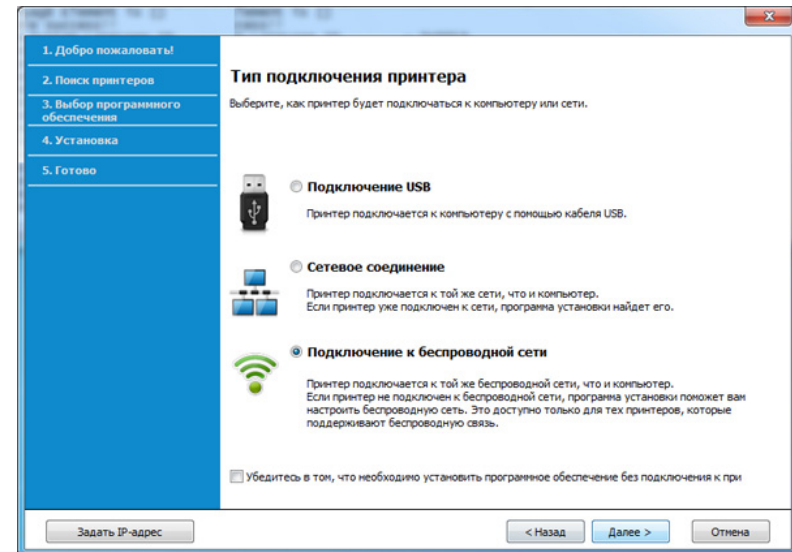 1. Добро пожаловать!
2. Поиск принтеров
3. Выбор программного
обеспечения
4. Установка
5. Готово
Тип подключения принтера
Выберите, как принтер будет подключаться к компьютеру или сети.
Подключение USB
Принтер подключается к компьютеру с помощью кабеля USB.
Сетевое соединение
Принтер подключается к той же сети, что и компьютер.
Если принтер уже подключен к сети, программа установки найдет его.
Подключение к беспроводной сети
Принтер подключается к той же беспроводной сети, что и компьютер.
Если принтер не подключен к беспроводной сети, программа установки поможет вам
настроить беспроводную сеть. Это доступно только для тех принтеров, которые
поддерживают беспроводную связь.
Убедитесь в том, что необходимо установить программное обеспечение без подключения к при
Задать IP-адрес
< Назад
Далее >
Отмена